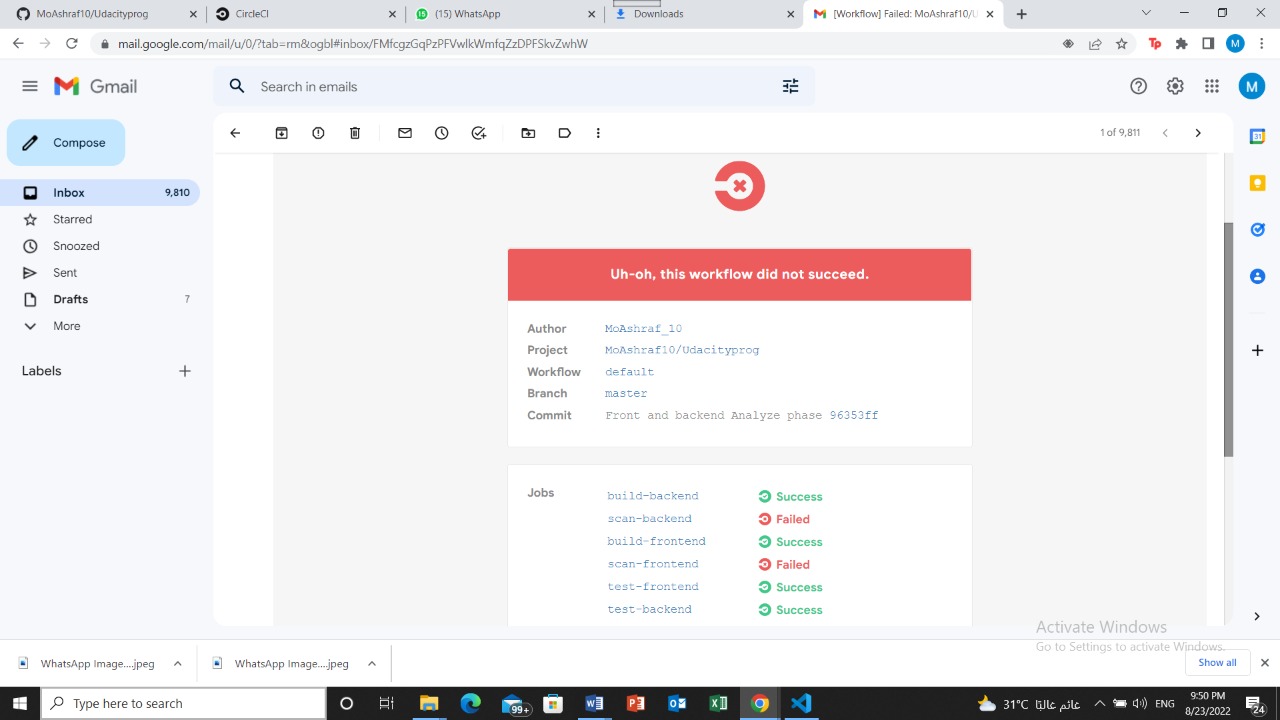 MoAshraf10/Udacityprog
CircleCI
(15) WhatsApp
Downloads
[Workflow] Failed: MoAshraf10/U
mail.google.com/mail/u/0/?tab=rm&ogbl#inbox/FMfcgzGqPzPFVwlkWmfqZzDPFSkvZwhW
Tp
M
Gmail
Search in emails
M
Compose
1 of 9,811
31
Inbox 9,810
Starred
Snoozed
Sent
Drafts 7
More
Labels
Uh-oh, this workflow did not succeed.
Author MoAshraf_10
Project MoAshraf10/Udacityprog
Workflow default
Branch master
Commit Front and backend Analyze phase 96353ff
Jobs build-backend Success
scan-backend Failed
build-frontend Success
scan-frontend Failed
test-frontend Success
test-backend Success
Activate Windows
Go to Settings to activate Windows.
WhatsApp Image....jpeg
WhatsApp Image....jpeg
Show all
Type here to search
99+
31°C غائم غالبًا
ENG
9:50 PM
8/23/2022
24